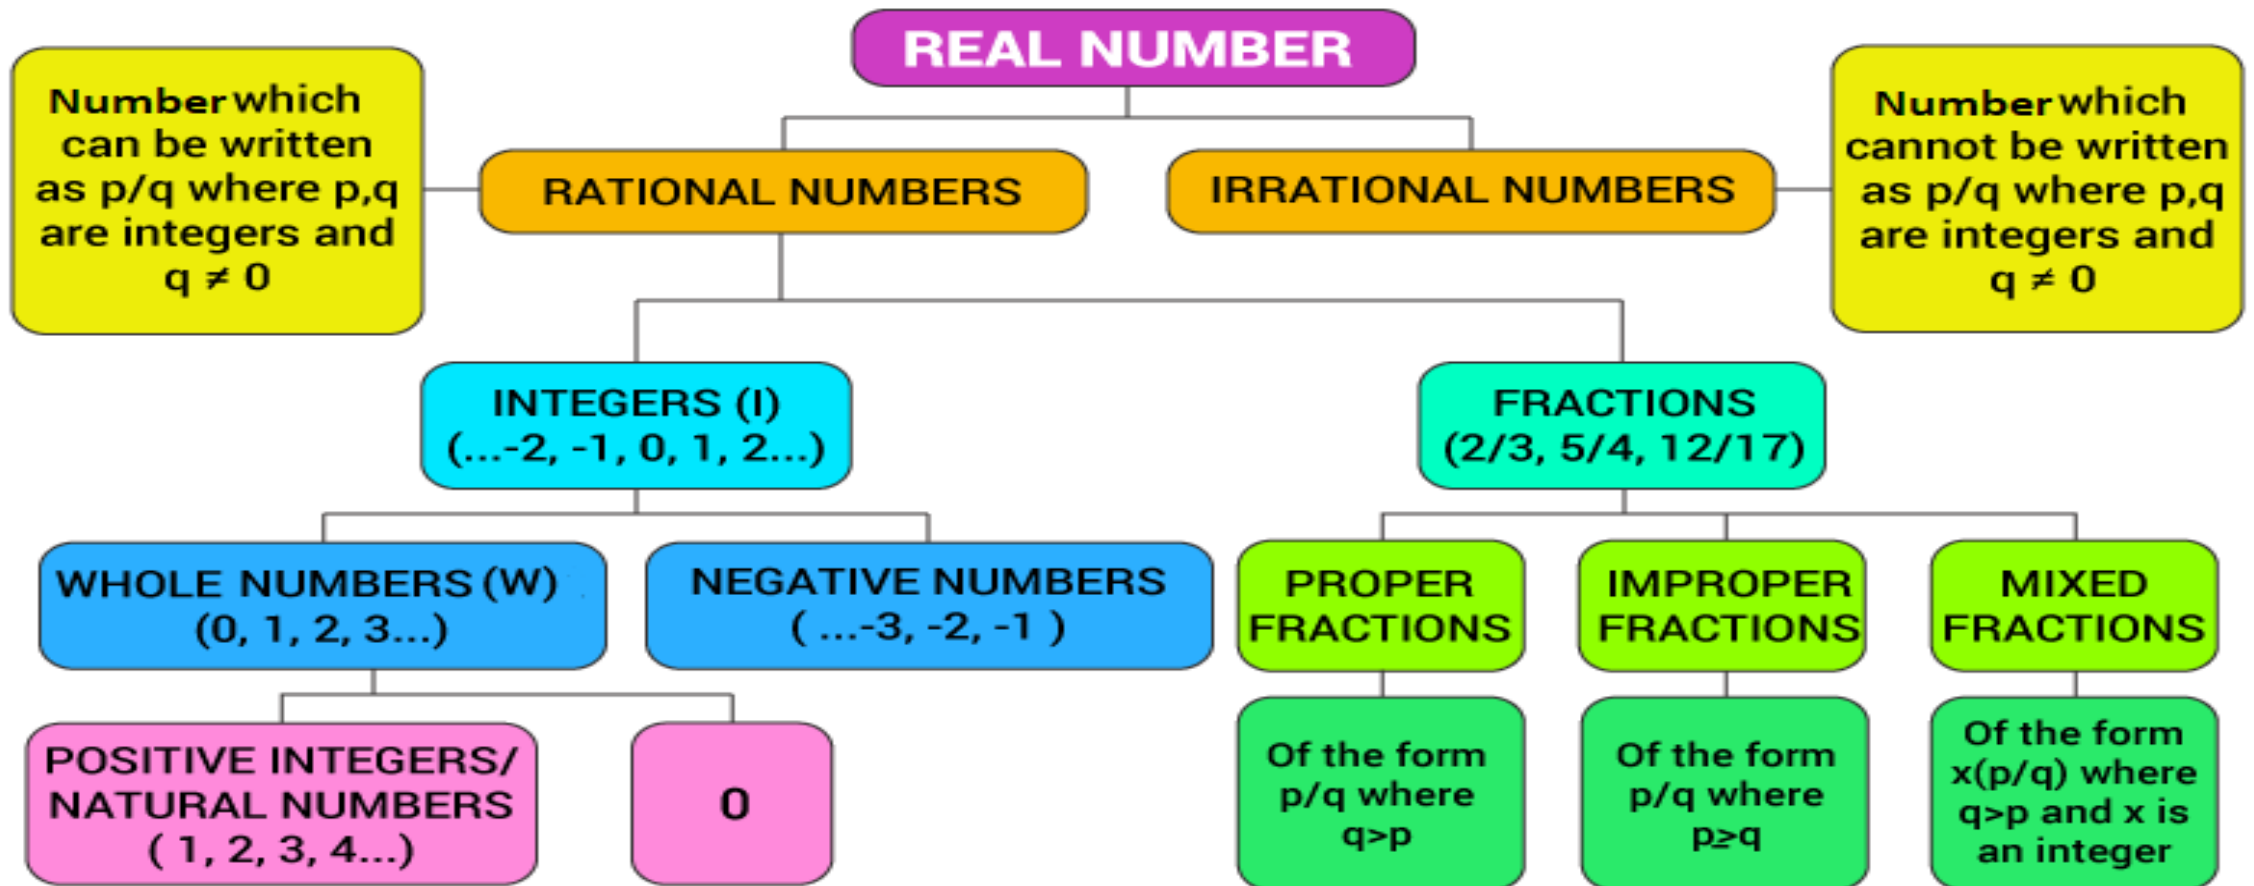 REAL NUMBER
Number which
can be written
as p/q where p,q
are integers and
q ≠ 0
RATIONAL NUMBERS
IRRATIONAL NUMBERS
Number which
cannot be written
as p/q where p,q
are integers and
q ≠ 0
INTEGERS (I)
(...-2, -1, 0, 1, 2...)
FRACTIONS
(2/3, 5/4, 12/17)
WHOLE NUMBERS (W)
(0, 1, 2, 3...)
NEGATIVE NUMBERS
( ...-3, -2, -1 )
PROPER
FRACTIONS
IMPROPER
FRACTIONS
MIXED
FRACTIONS
POSITIVE INTEGERS/
NATURAL NUMBERS
( 1, 2, 3, 4...)
0
Of the form
p/q where
q>p
Of the form
p/q where
p≥q
Of the form
x(p/q) where
q>p and x is
an integer